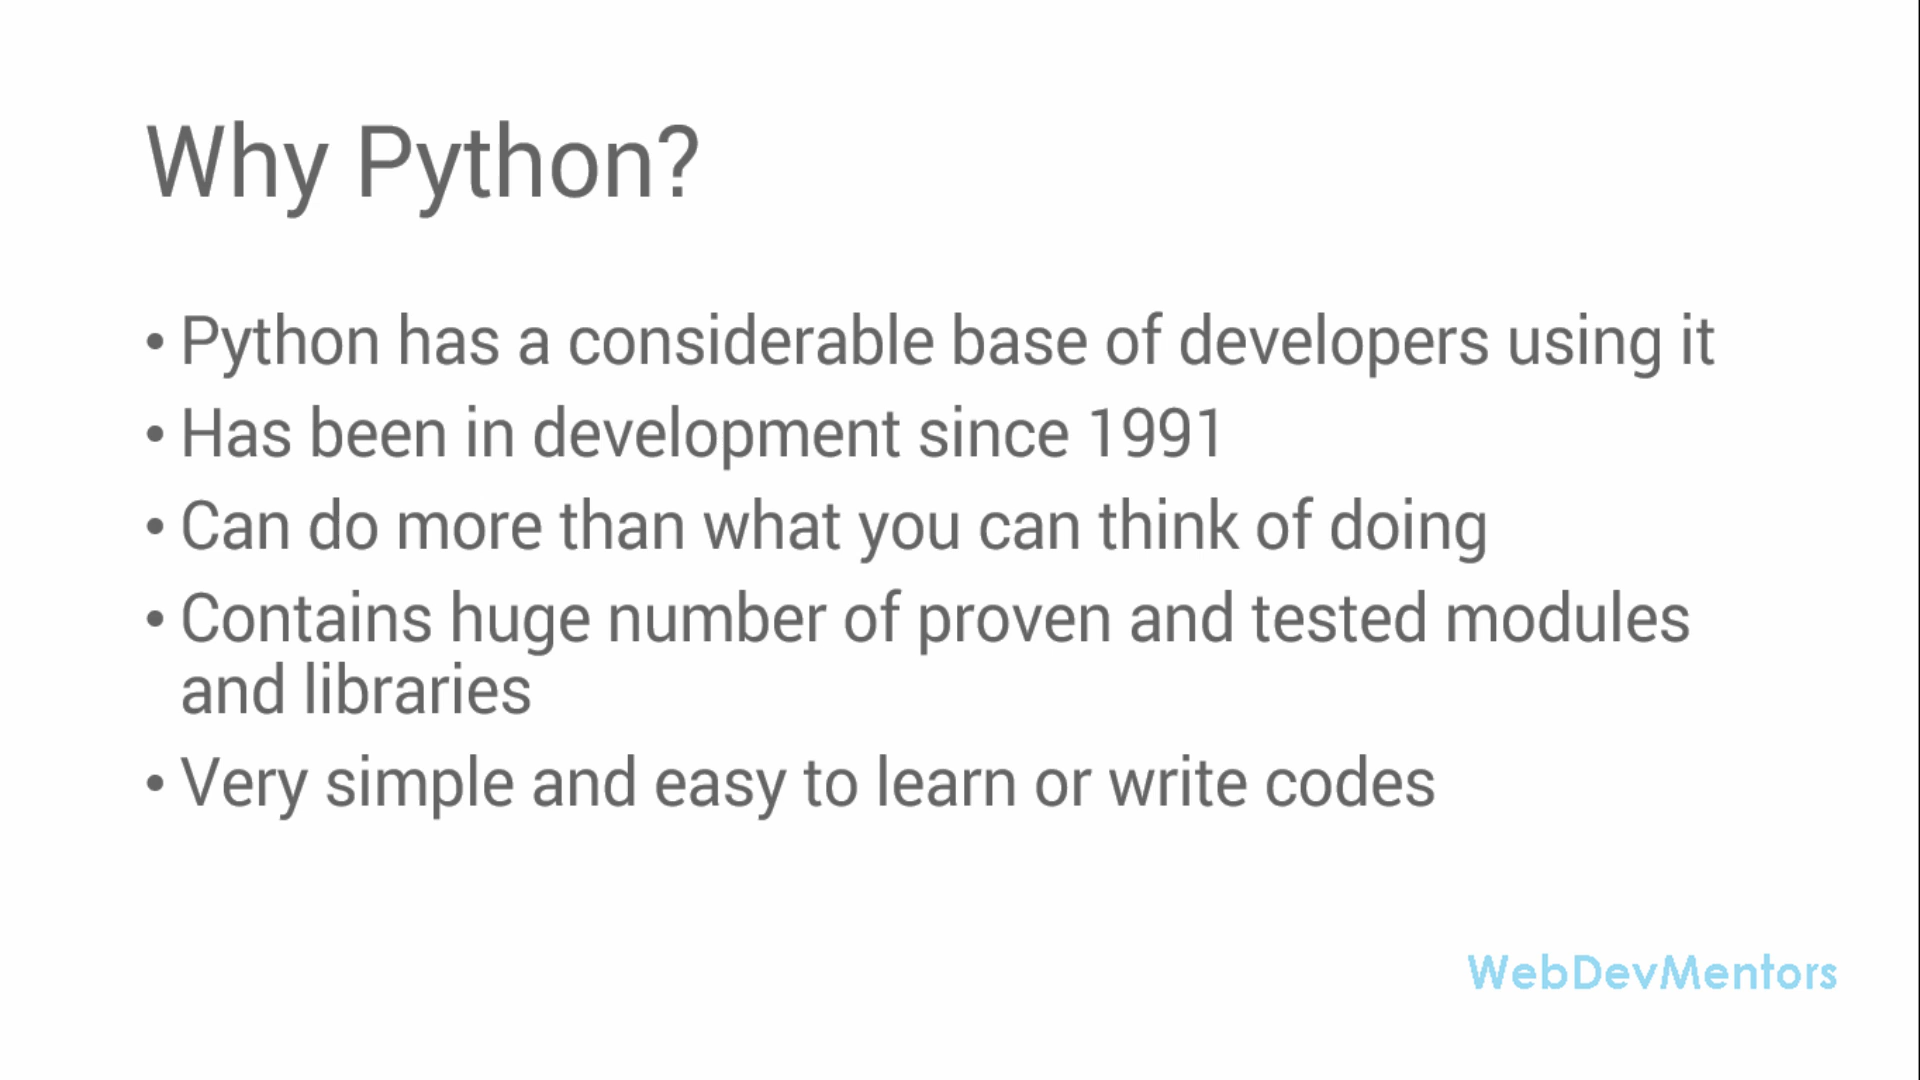 Why Python?
• Python has a considerable base of developers using it
• Has been in development since 1991
• Can do more than what you can think of doing
• Contains huge number of proven and tested modules
and libraries
• Very simple and easy to learn or write codes
WebDevMentors